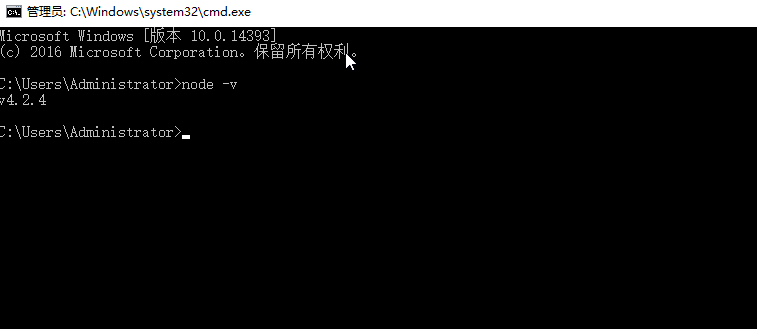 管理员: C:\Windows\system32\cmd.exe
Microsoft Windows [版本 10.0.14393]
(c) 2016 Microsoft Corporation。保留所有权利。
C:\Users\Administrator>node -v
v4.2.4
C:\Users\Administrator>